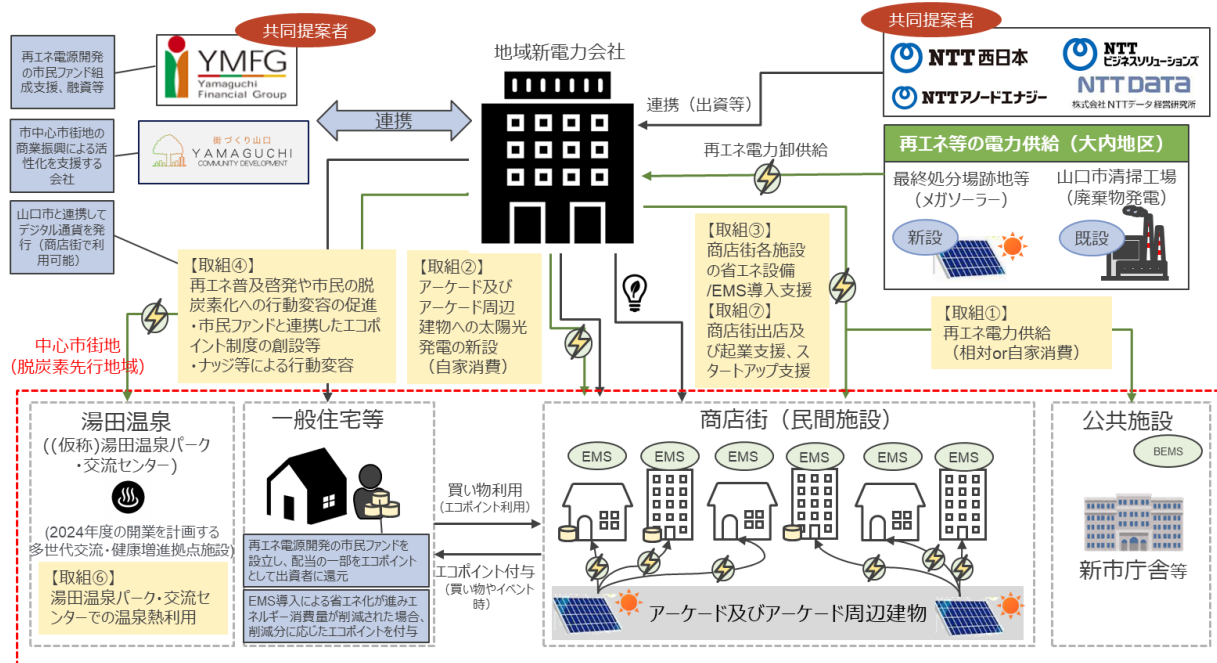 共同提案者
再エネ電源開発
の市民ファンド組
成支援、融資等
YMFG
Yamaguchi
Financial Group
市中心市街地の
商業振興による活
性化を支援する
会社
街づくり山口
YAMAGUCHI
COMMUNITY DEVELOPMENT
山口市と連携して
デジタル通貨を発
行（商店街で利
用可能）
連携
地域新電力会社
連携（出資等）
再エネ電力卸供給
共同提案者
NTT西日本
NTT
ビジネスソリューションズ
NTTアノードエナジー
NTT DATA
株式会社NTTデータ経営研究所
再エネ等の電力供給（大内地区）
最終処分場跡地等
（メガソーラー）
新設
山口市清掃工場
（廃棄物発電）
既設
【取組④】
再エネ普及啓発や市民の脱
炭素化への行動変容の促進
・市民ファンドと連携したエコポ
イント制度の創設等
・ナッジ等による行動変容
【取組②】
アーケード及び
アーケード周辺
建物への太陽光
発電の新設
（自家消費）
【取組③】
商店街各施設
の省エネ設備
/EMS導入支援
【取組⑦】
商店街出店及
び起業支援、ス
タートアップ支援
【取組①】
再エネ電力供給
（相対or自家消費）
中心市街地
（脱炭素先行地域）
湯田温泉
（(仮称)湯田温泉パーク
・交流センター）
（2024年度の開業を計画する
多世代交流・健康増進拠点施設）
【取組⑥】
湯田温泉パーク・交流セ
ンターでの温泉熱利用
一般住宅等
再エネ電源開発の市民ファンドを
設立し、配当の一部をエコポイント
として出資者に還元
EMS導入による省エネ化が進みエ
ネルギー消費量が削減された場合、
削減分に応じたエコポイントを付与
買い物利用
（エコポイント利用）
エコポイント付与
（買い物やイベント
時）
商店街（民間施設）
EMS
EMS
EMS
EMS
EMS
EMS
アーケード及びアーケード周辺建物
公共施設
BEMS
新市庁舎等